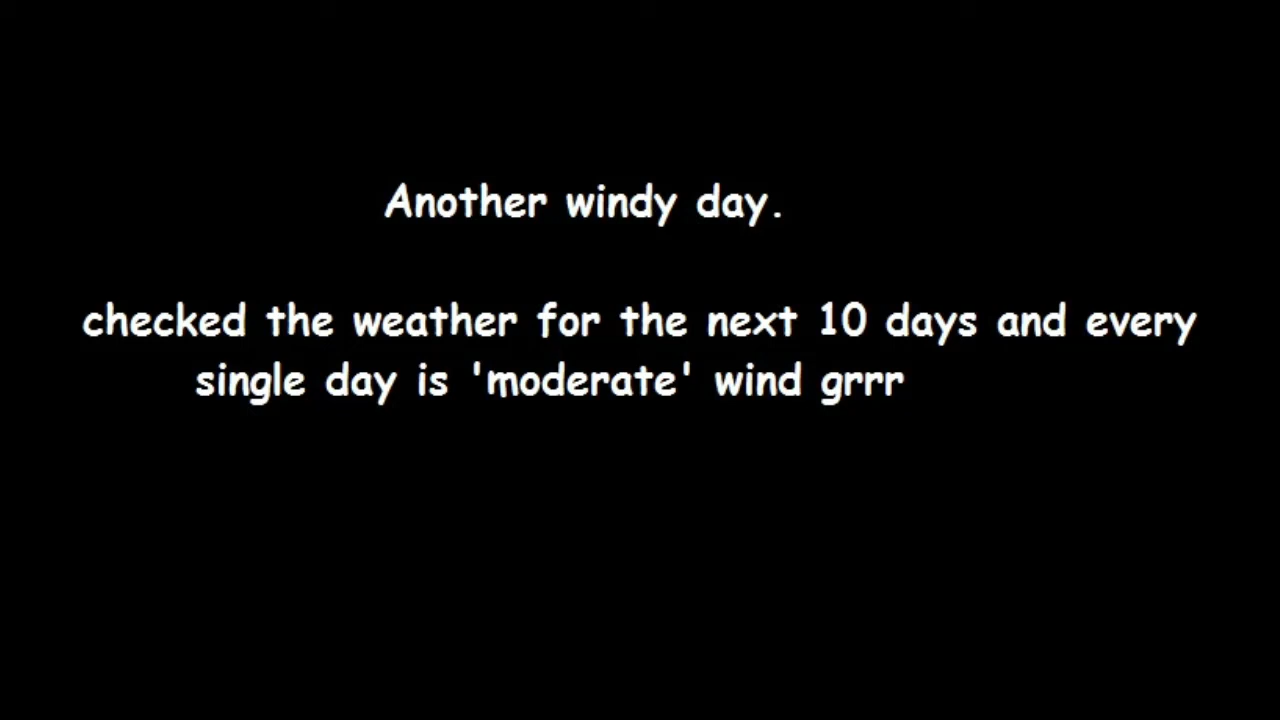 Another windy day.
checked the weather for the next 10 days and every
single day is 'moderate' wind grrr